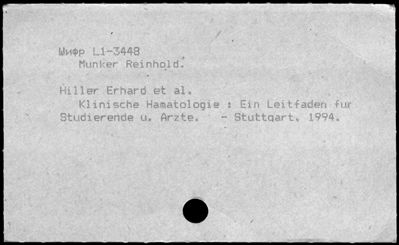 Шифр Li-3448
Munker Reinhold.
Hiller Erhard et al.
Klinische Hamatologie : Ein Leitfaden fur
Studierende u. Arzte. - Stuttgart, 1994.